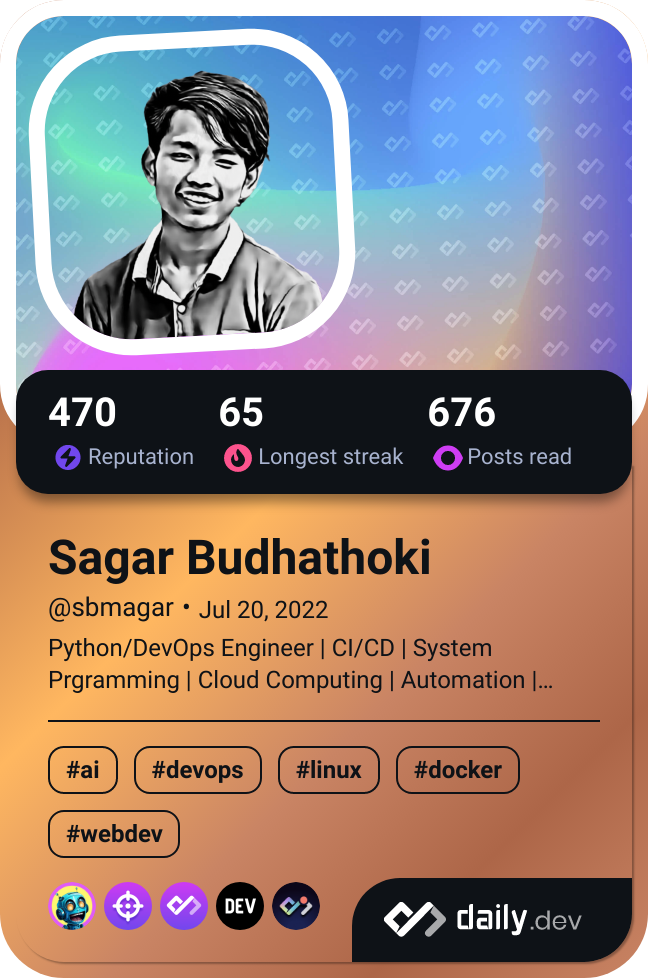 470 65 676
Reputation Longest streak Posts read
Sagar Budhathoki
@sbmagar • Jul 20, 2022
Python/DevOps Engineer | CI/CD | System
Prgramming | Cloud Computing | Automation |...
#ai #devops #linux #docker
#webdev
DEV
daily.dev